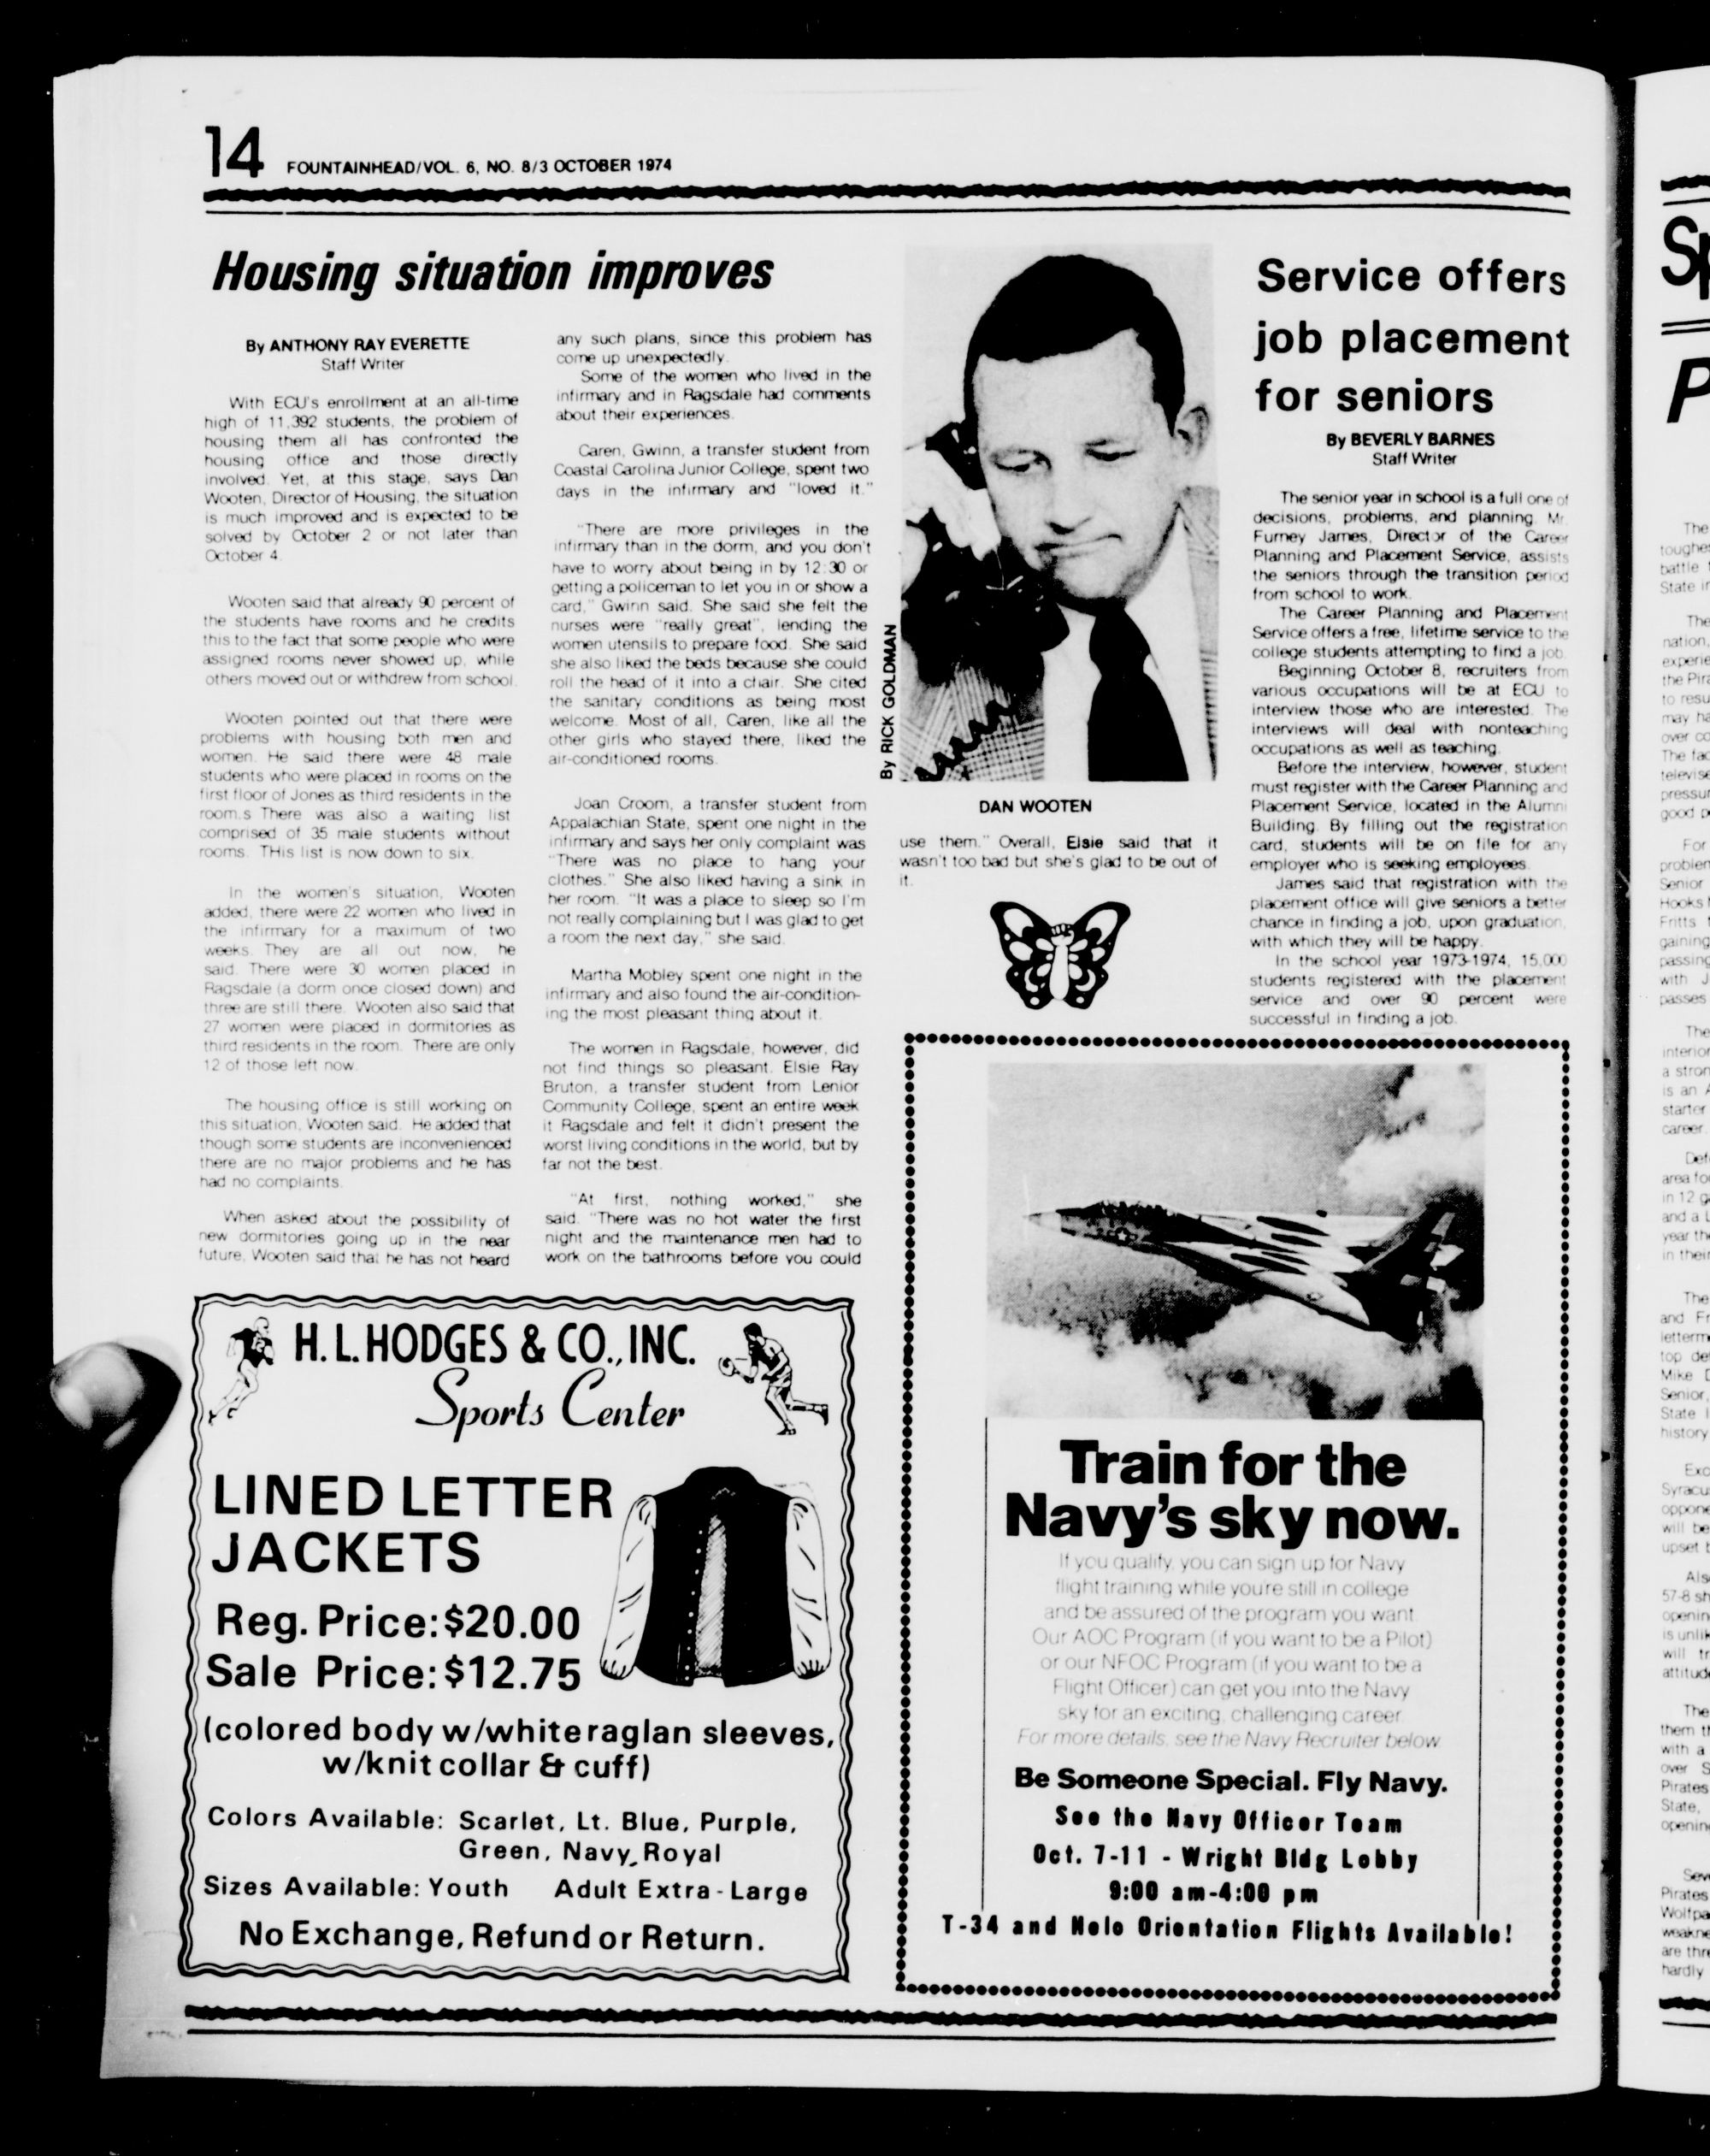 14 FOUNTAINHEAD/VOL. 6, NO. 8/3 OCTOBER 1974
Housing situation improves
By ANTHONY RAY EVERETTE
Staff Writer
With ECU's enrollment at an all-time
high of 11,392 students, the problem of
housing them all has confronted the
housing office and those directly
involved. Yet, at this stage, says Dan
Wooten, Director of Housing, the situation
is much improved and is expected to be
solved by October 2 or not later than
October 4.
Wooten said that already 90 percent of
the students have rooms and he credits
this to the fact that some people who were
assigned rooms never showed up, while
others moved out or withdrew from school.
Wooten pointed out that there were
problems with housing both men and
women. He said there were 48 male
students who were placed in rooms on the
first floor of Jones as third residents in the
room.s There was also a waiting list
comprised of 35 male students without
rooms. THis list is now down to six.
In the women's situation, Wooten
added, there were 22 women who lived in
the infirmary for a maximum of two
weeks. They are all out now, he
said. There were 30 women placed in
Ragsdale (a dorm once closed down) and
three are still there. Wooten also said that
27 women were placed in dormitories as
third residents in the room. There are only
12 of those left now.
The housing office is still working on
this situation, Wooten said. He added that
though some students are inconvenienced
there are no major problems and he has
had no complaints.
When asked about the possibility of
new dormitories going up in the near
future, Wooten said that he has not heard
any such plans, since this problem has
come up unexpectedly.
Some of the women who lived in the
infirmary and in Ragsdale had comments
about their experiences.
Caren, Gwinn, a transfer student from
Coastal Carolina Junior College, spent two
days in the infirmary and "loved it."
"There are more privileges in the
infirmary than in the dorm, and you don't
have to worry about being in by 12:30 or
getting a policeman to let you in or show a
card," Gwinn said. She said she felt the
nurses were "really great", lending the
women utensils to prepare food. She said
she also liked the beds because she could
roll the head of it into a chair. She cited
the sanitary conditions as being most
welcome. Most of all, Caren, like all the
other girls who stayed there, liked the
air-conditioned rooms.
Joan Croom, a transfer student from
Appalachian State, spent one night in the
infirmary and says her only complaint was
"There was no place to hang your
clothes." She also liked having a sink in
her room. "It was a place to sleep so I'm
not really complaining but I was glad to get
a room the next day," she said.
Martha Mobley spent one night in the
infirmary and also found the air-condition-
ing the most pleasant thing about it.
The women in Ragsdale, however, did
not find things so pleasant. Elsie Ray
Bruton, a transfer student from Lenior
Community College, spent an entire week
it Ragsdale and felt it didn't present the
worst living conditions in the world, but by
far not the best.
"At first, nothing worked," she
said. "There was no hot water the first
night and the maintenance men had to
work on the bathrooms before you could
By RICK GOLDMAN
DAN WOOTEN
use them." Overall, Elsie said that it
wasn't too bad but she's glad to be out of
it.
Service offers
job placement
for seniors
By BEVERLY BARNES
Staff Writer
The senior year in school is a full one of
decisions, problems, and planning. Mr.
Furney James, Director of the Career
Planning and Placement Service, assists
the seniors through the transition period
from school to work.
The Career Planning and Placement
Service offers a free, lifetime service to the
college students attempting to find a job.
Beginning October 8, recruiters from
various occupations will be at ECU to
interview those who are interested. The
interviews will deal with nonteaching
occupations as well as teaching.
Before the interview, however, student
must register with the Career Planning and
Placement Service, located in the Alumni
Building. By filling out the registration
card, students will be on file for any
employer who is seeking employees.
James said that registration with the
placement office will give seniors a better
chance in finding a job, upon graduation,
with which they will be happy.
In the school year 1973-1974, 15,000
students registered with the placement
service and over 90 percent were
successful in finding a job.
H. L. HODGES & CO., INC.
Sports Center
LINED LETTER
JACKETS
Reg. Price: $20.00
Sale Price: $12.75
(colored body w/white raglan sleeves,
w/knit collar & cuff)
Colors Available: Scarlet, Lt. Blue, Purple,
Green, Navy, Royal
Sizes Available: Youth Adult Extra-Large
No Exchange, Refund or Return.
Train for the
Navy's sky now.
If you qualify, you can sign up for Navy
flight training while youre still in college
and be assured of the program you want.
Our AOC Program (if you want to be a Pilot)
or our NFOC Program (if you want to be a
Flight Officer) can get you into the Navy
sky for an exciting, challenging career.
For more details, see the Navy Recruiter below
Be Someone Special. Fly Navy.
See the Navy Officer Team
Oct. 7-11 - Wright Bldg Lobby
9:00 am-4:00 pm
T-34 and Helo Orientation Flights Available!